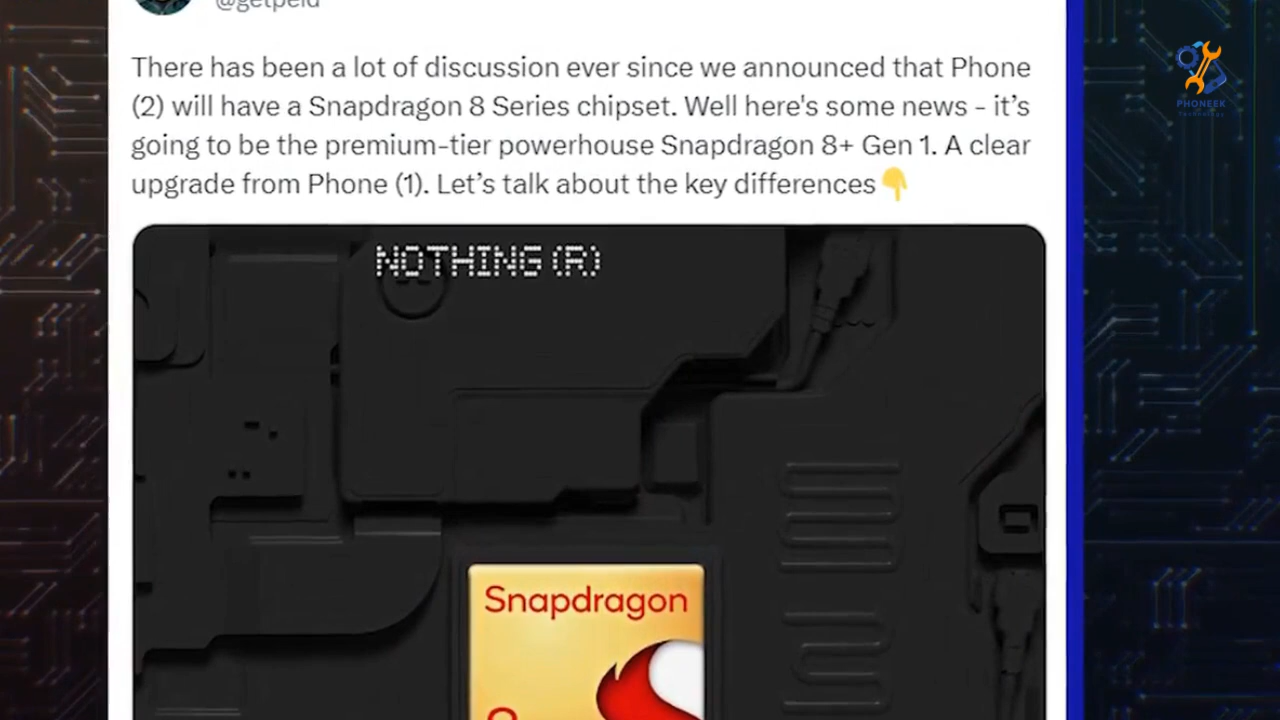 @getpeid
There has been a lot of discussion ever since we announced that Phone
(2) will have a Snapdragon 8 Series chipset. Well here's some news - it’s
going to be the premium-tier powerhouse Snapdragon 8+ Gen 1. A clear
upgrade from Phone (1). Let’s talk about the key differences👇
NOTHING (R)
Snapdragon
PHONEEK
Technology